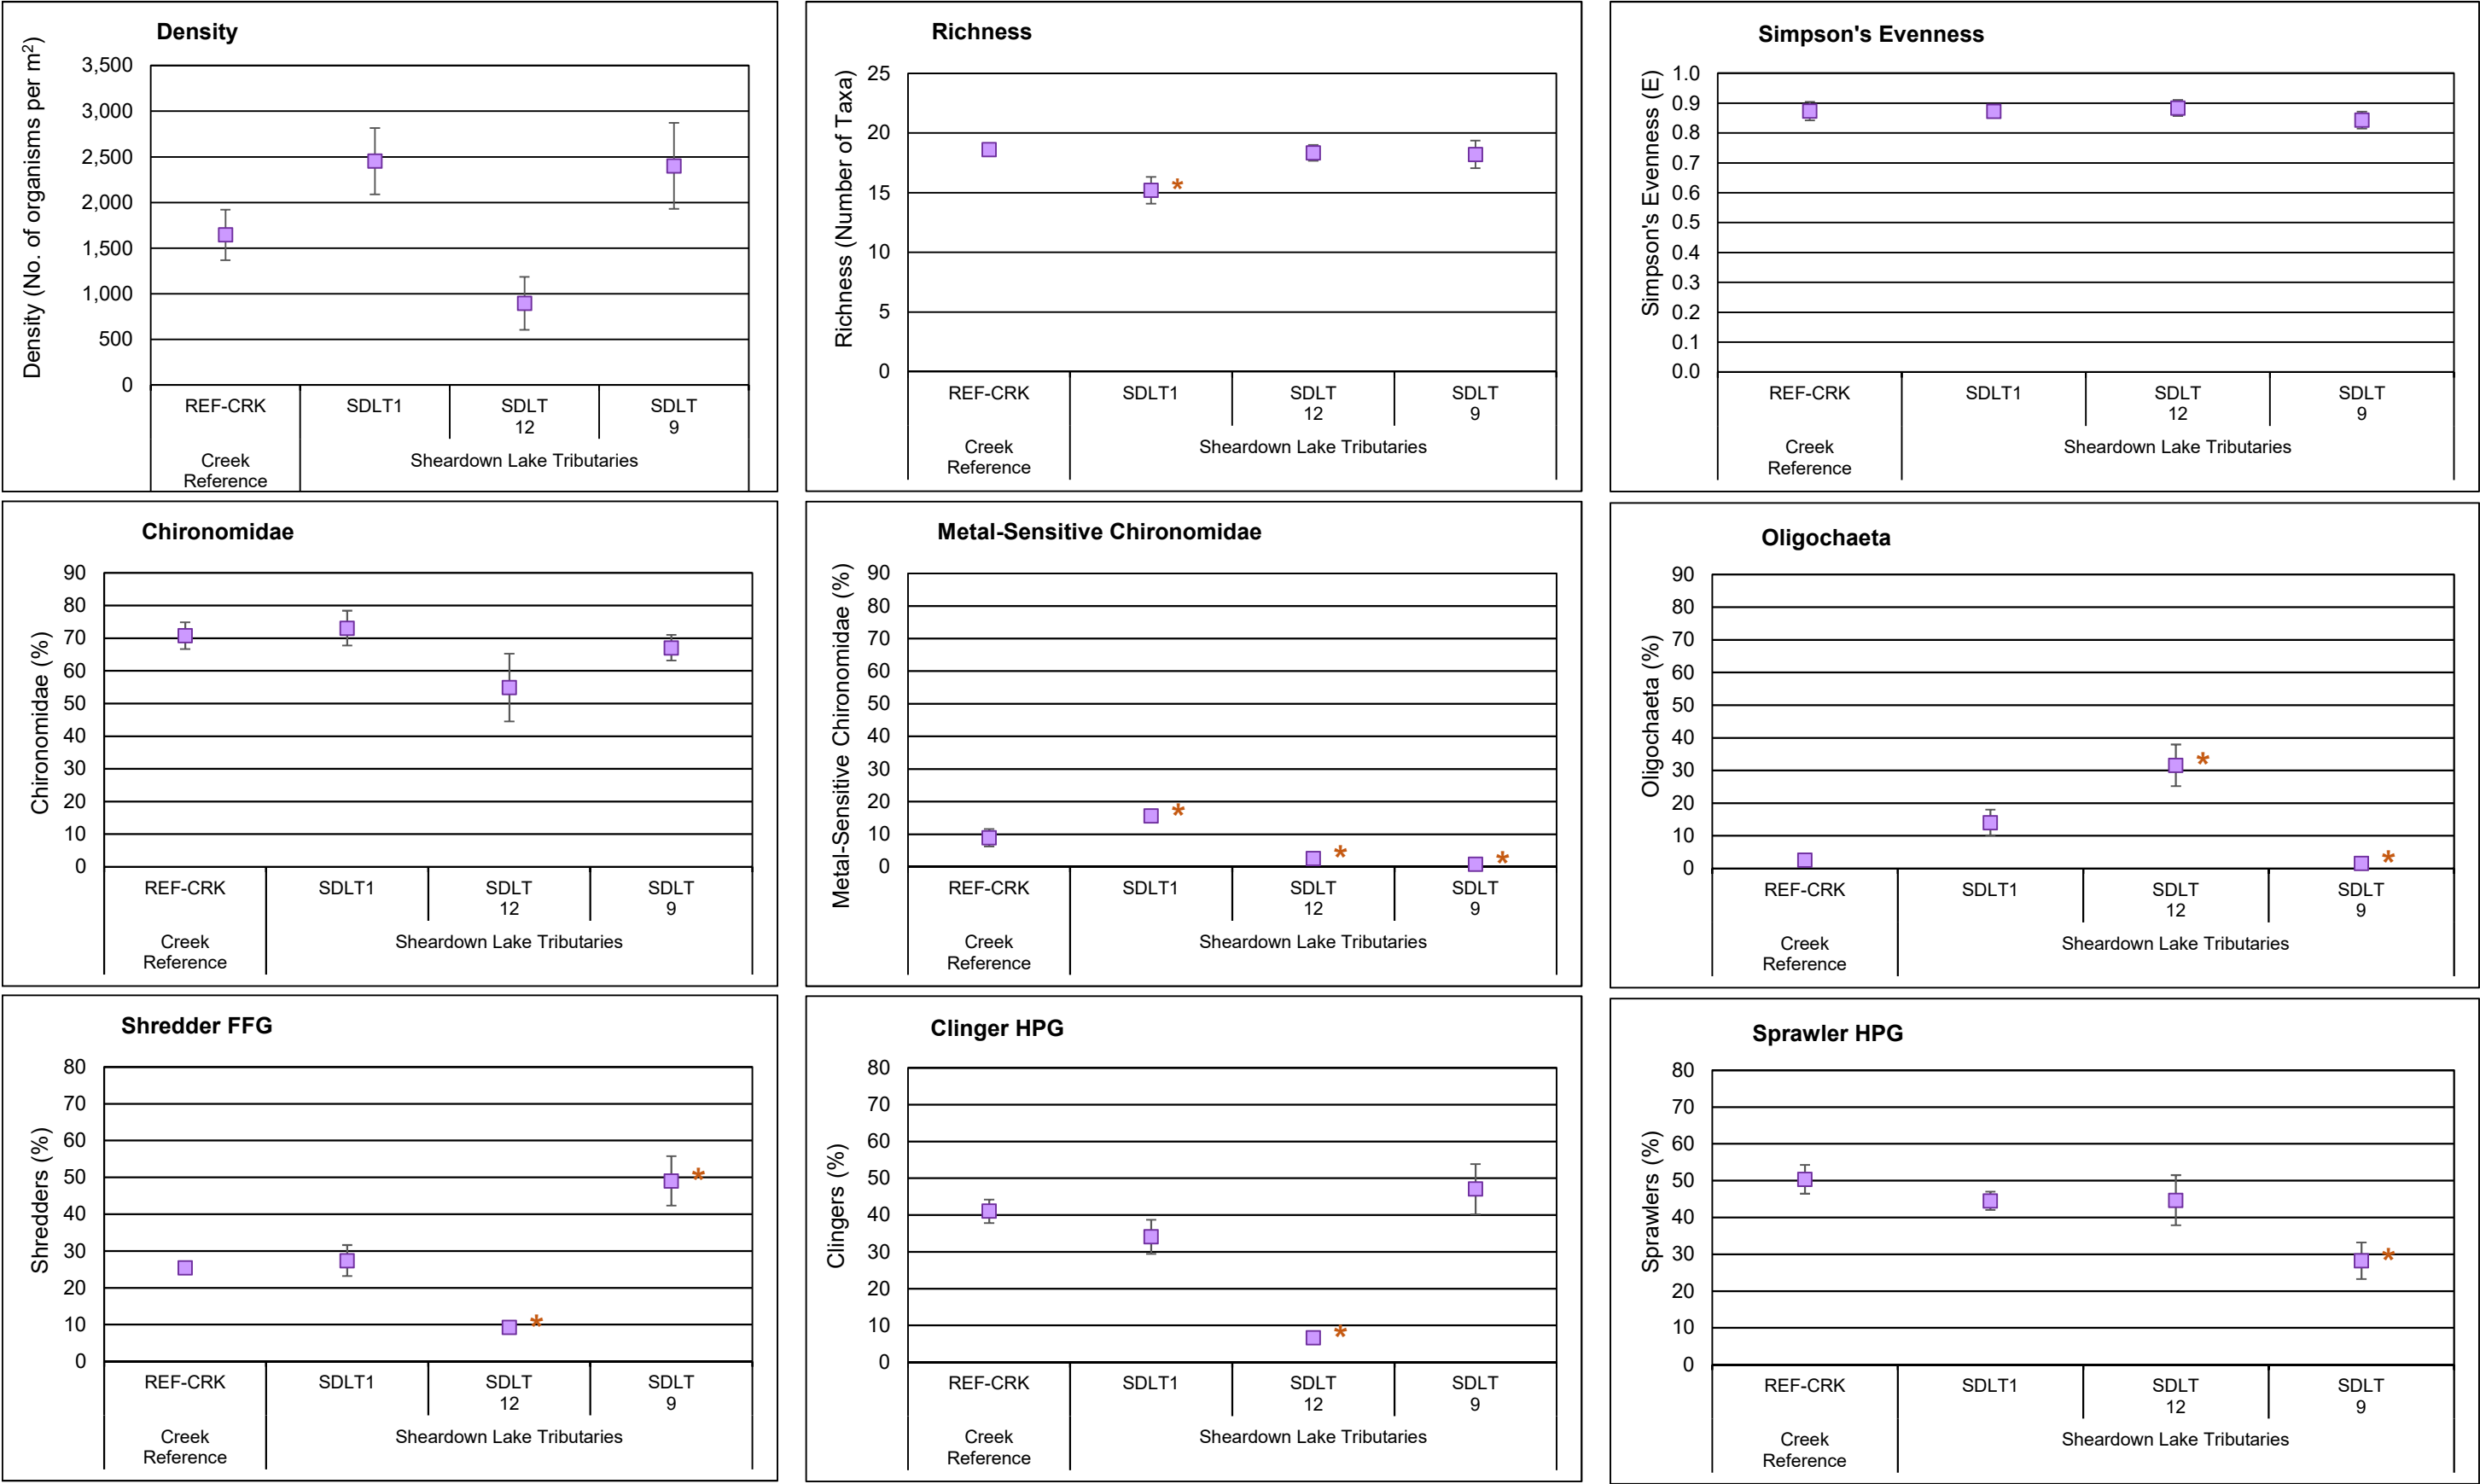 Density
Density (No. of organisms per m2)
3,500
3,000
2,500
2,000
1,500
1,000
500
0
REF-CRK
SDLT1
SDLT
12
SDLT
9
Creek
Reference
Sheardown Lake Tributaries
Richness
Richness (Number of Taxa)
25
20
15
10
5
0
*
REF-CRK
SDLT1
SDLT
12
SDLT
9
Creek
Reference
Sheardown Lake Tributaries
Simpson's Evenness
Simpson's Evenness (E)
1.0
0.9
0.8
0.7
0.6
0.5
0.4
0.3
0.2
0.1
0.0
REF-CRK
SDLT1
SDLT
12
SDLT
9
Creek
Reference
Sheardown Lake Tributaries
Chironomidae
Chironomidae (%)
90
80
70
60
50
40
30
20
10
0
REF-CRK
SDLT1
SDLT
12
SDLT
9
Creek
Reference
Sheardown Lake Tributaries
Metal-Sensitive Chironomidae
Metal-Sensitive Chironomidae (%)
90
80
70
60
50
40
30
20
10
0
*
*
*
REF-CRK
SDLT1
SDLT
12
SDLT
9
Creek
Reference
Sheardown Lake Tributaries
Oligochaeta
Oligochaeta (%)
90
80
70
60
50
40
30
20
10
0
*
*
REF-CRK
SDLT1
SDLT
12
SDLT
9
Creek
Reference
Sheardown Lake Tributaries
Shredder FFG
Shredders (%)
80
70
60
50
40
30
20
10
0
*
*
REF-CRK
SDLT1
SDLT
12
SDLT
9
Creek
Reference
Sheardown Lake Tributaries
Clinger HPG
Clingers (%)
80
70
60
50
40
30
20
10
0
*
REF-CRK
SDLT1
SDLT
12
SDLT
9
Creek
Reference
Sheardown Lake Tributaries
Sprawler HPG
Sprawlers (%)
80
70
60
50
40
30
20
10
0
*
REF-CRK
SDLT1
SDLT
12
SDLT
9
Creek
Reference
Sheardown Lake Tributaries